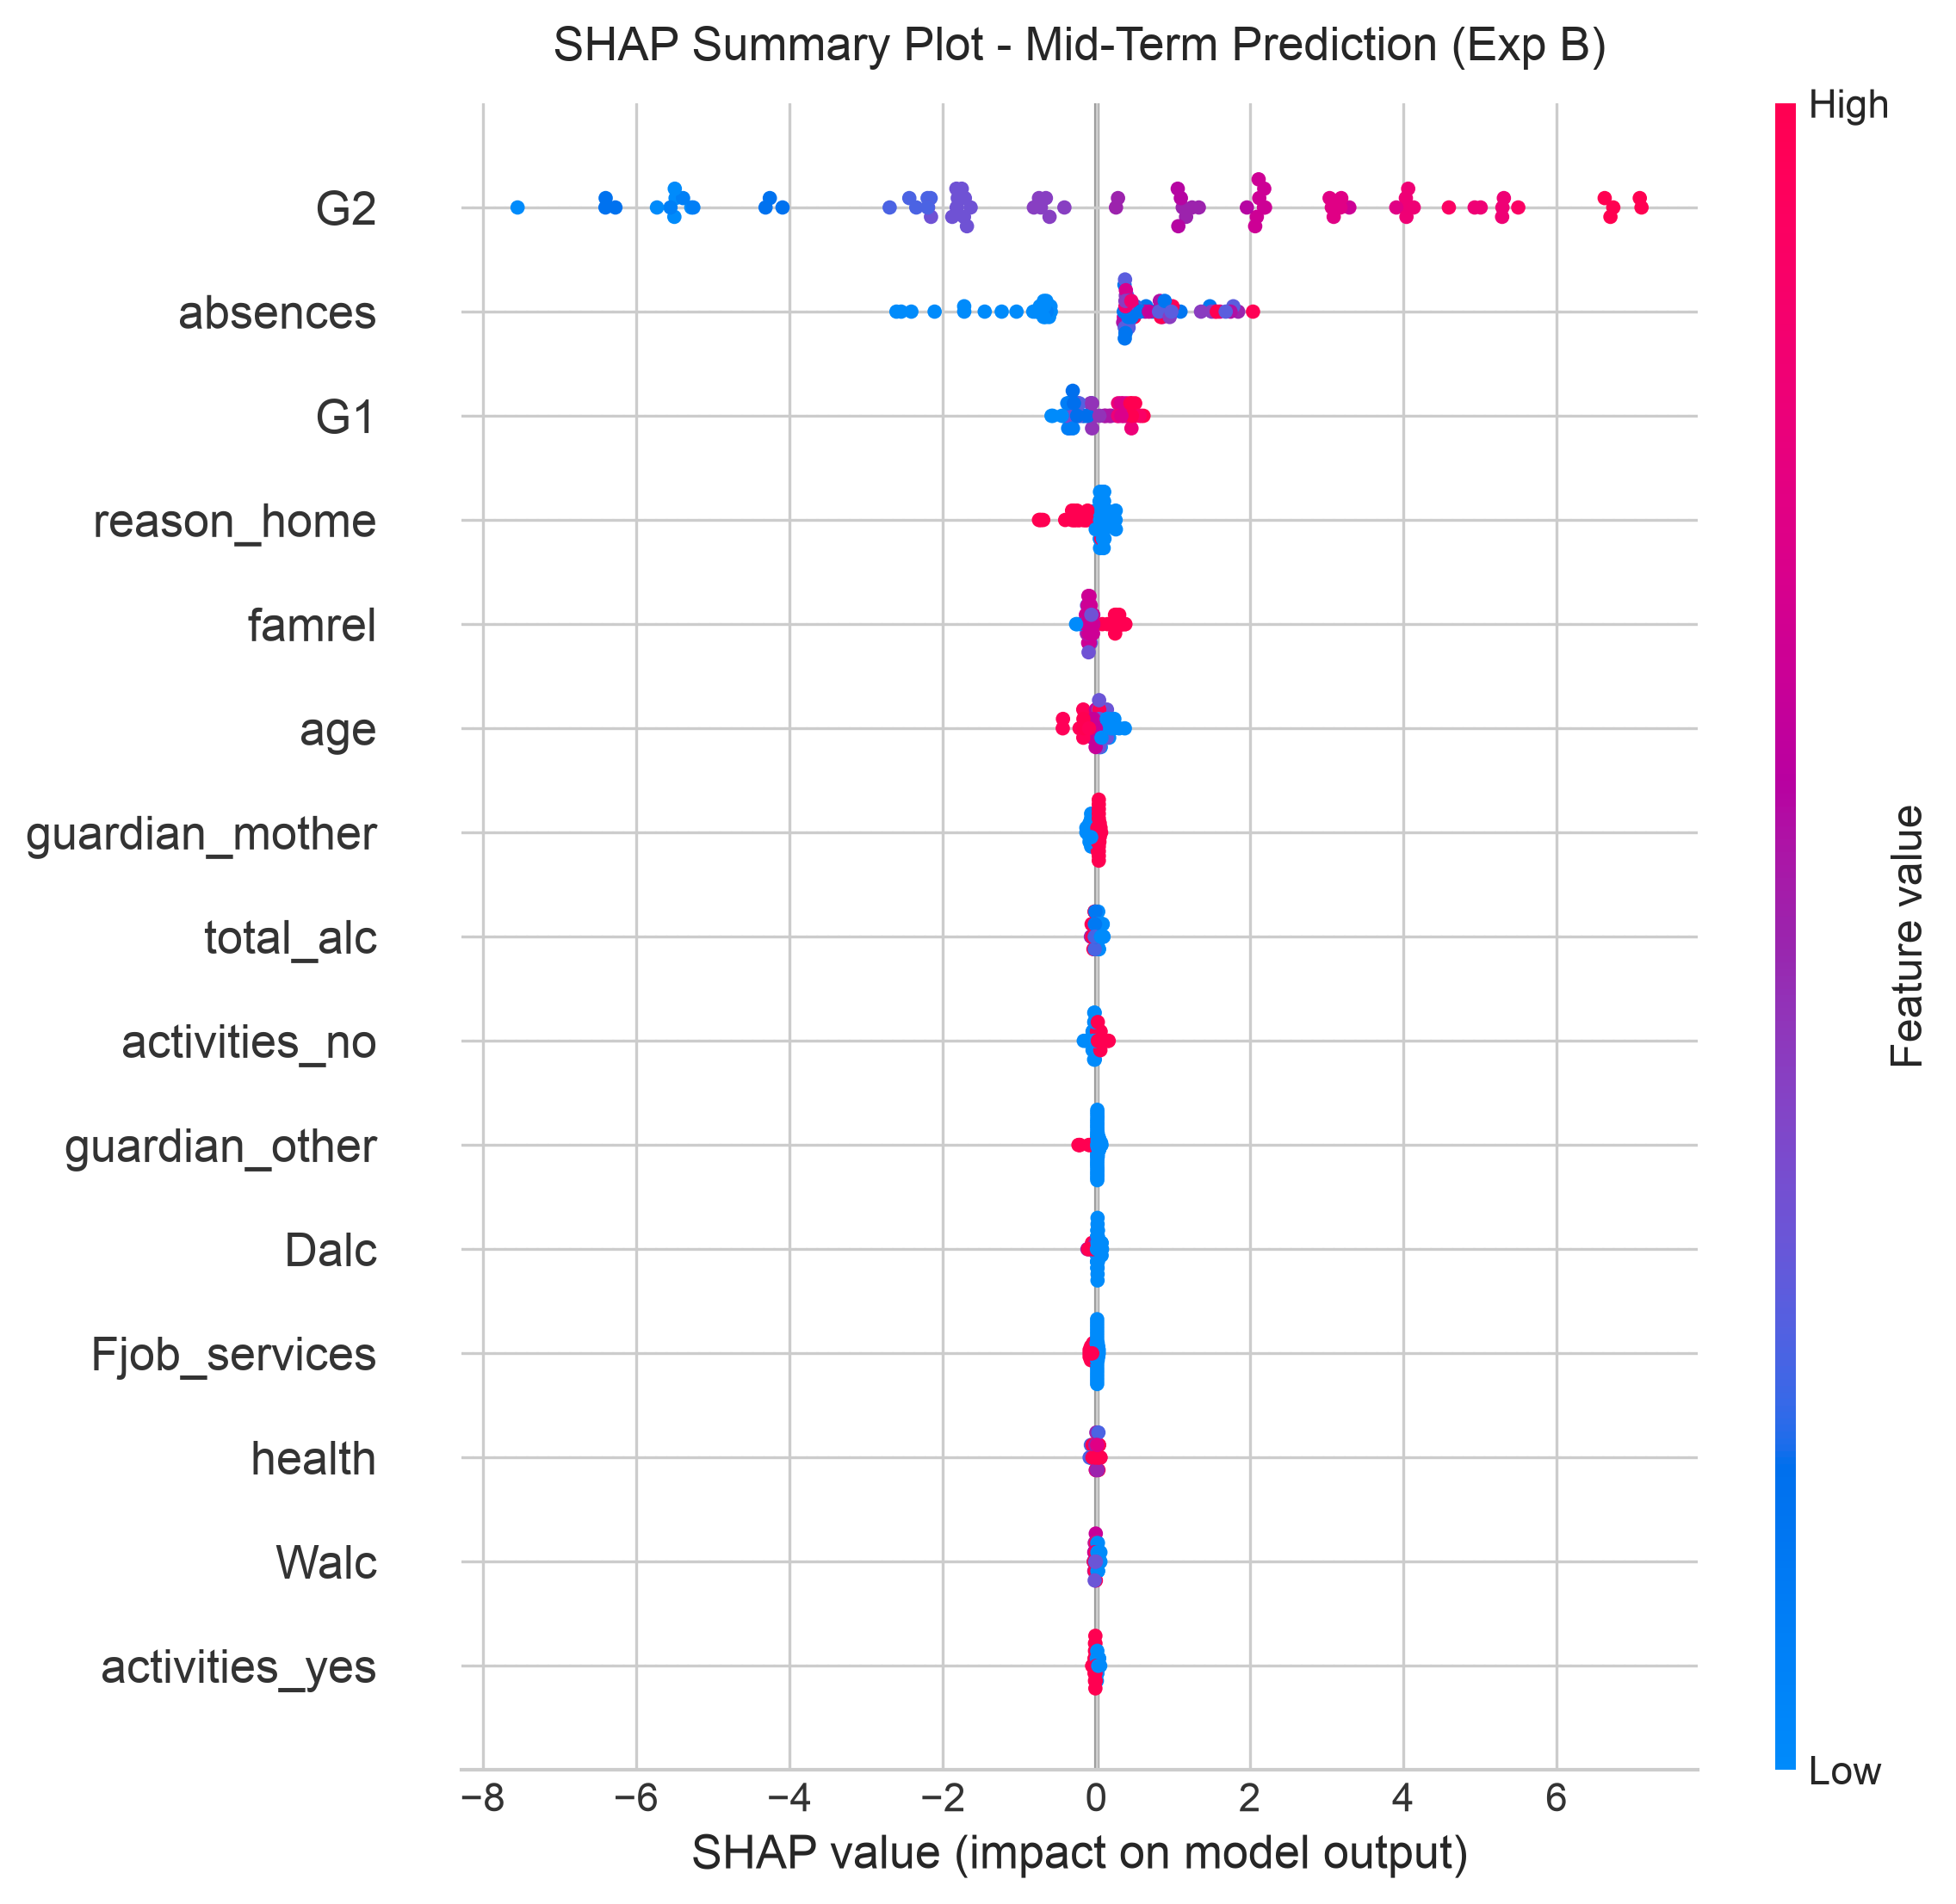 SHAP Summary Plot - Mid-Term Prediction (Exp B)
High
G2
absences
G1
reason_home
famrel
age
guardian_mother
total_alc
activities_no
guardian_other
Dalc
Fjob_services
health
Walc
activities_yes
Feature value
Low
−8 −6 −4 −2 0 2 4 6
SHAP value (impact on model output)